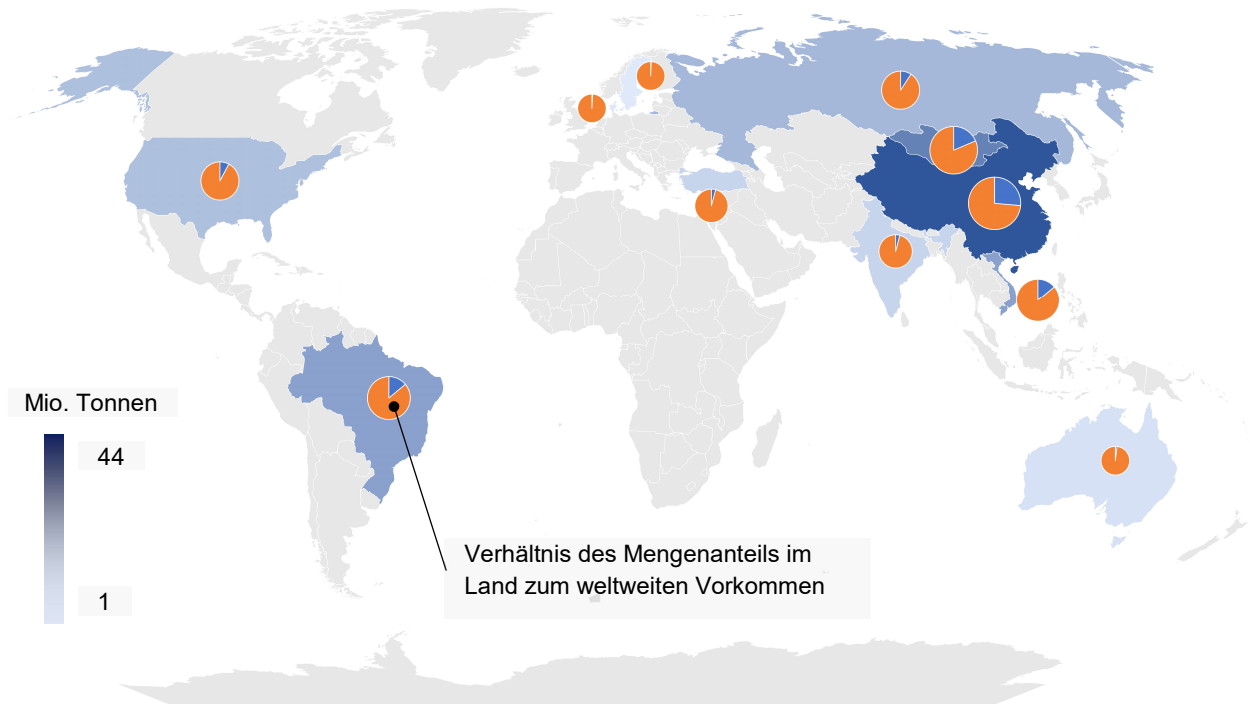 Mio. Tonnen
44
1
Verhältnis des Mengenanteils im
Land zum weltweiten Vorkommen